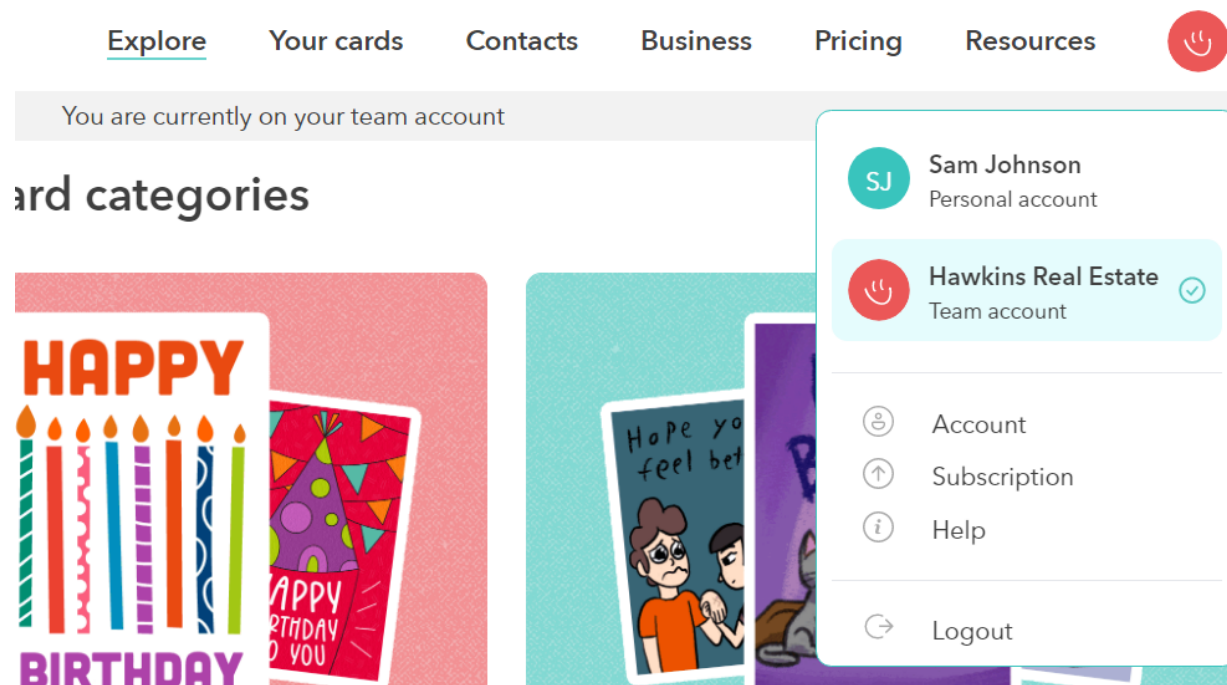 Explore Your cards Contacts Business Pricing Resources
You are currently on your team account
ard categories
SJ
Sam Johnson
Personal account
Hawkins Real Estate
Team account
Account
Subscription
Help
Logout
HAPPY
BIRTHDAY
HAPPY
BIRTHDAY
TO YOU
Hope yo
feel bet